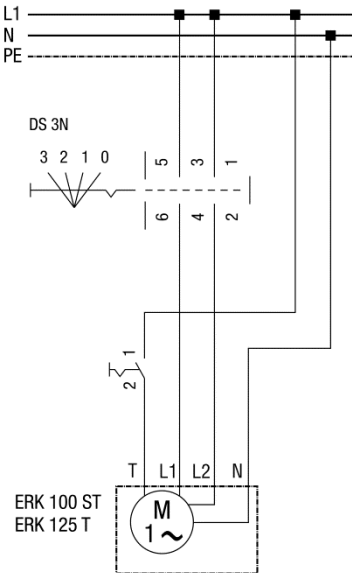 L1
N
PE
DS 3N
3 2 1 0
5 3 1
6 4 2
1
2
T L1 L2 N
ERK 100 ST
ERK 125 T
M
1 ~